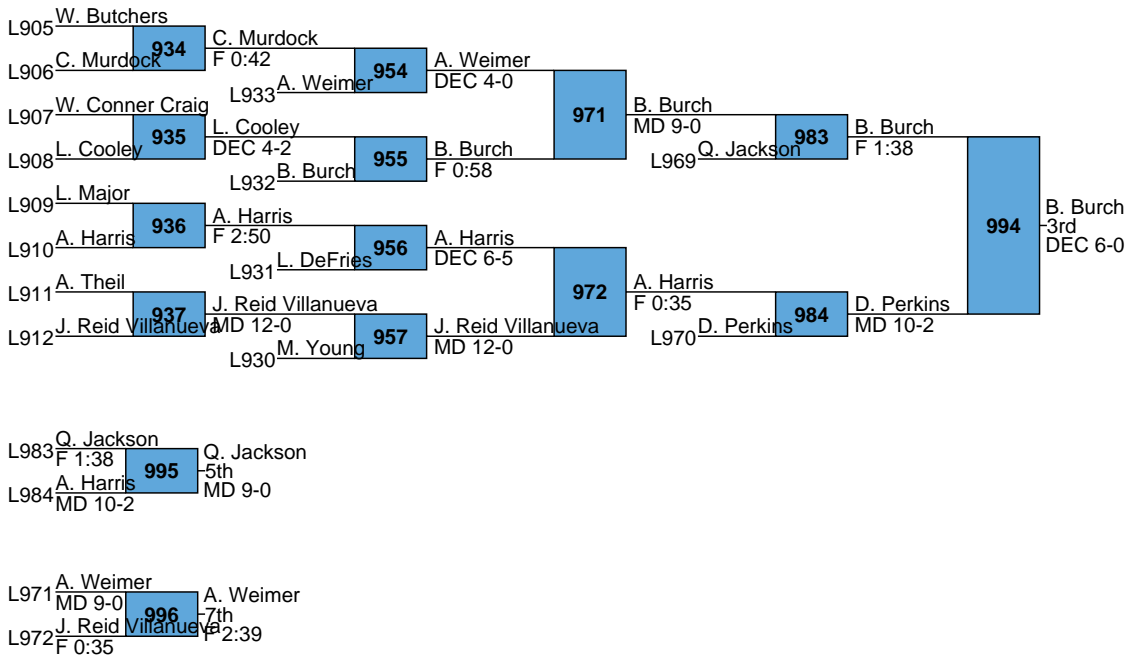 W. Butchers
L905
934
C. Murdock
F 0:42
C. Murdock
L906
954
A. Weimer
DEC 4-0
A. Weimer
L933
971
B. Burch
MD 9-0
W. Conner Craig
L907
935
L. Cooley
DEC 4-2
L. Cooley
L908
955
B. Burch
F 0:58
B. Burch
L932
983
B. Burch
F 1:38
Q. Jackson
L969
994
B. Burch
3rd
DEC 6-0
L. Major
L909
936
A. Harris
F 2:50
A. Harris
L910
956
A. Harris
DEC 6-5
L. DeFries
L931
972
A. Harris
F 0:35
A. Theil
L911
937
J. Reid Villanueva
MD 12-0
J. Reid Villanueva
L912
957
J. Reid Villanueva
MD 12-0
M. Young
L930
984
D. Perkins
MD 10-2
D. Perkins
L970
L983
Q. Jackson
F 1:38
995
Q. Jackson
5th
MD 9-0
L984
A. Harris
MD 10-2
L971
A. Weimer
MD 9-0
996
A. Weimer
7th
F 2:39
L972
J. Reid Villanueva
F 0:35